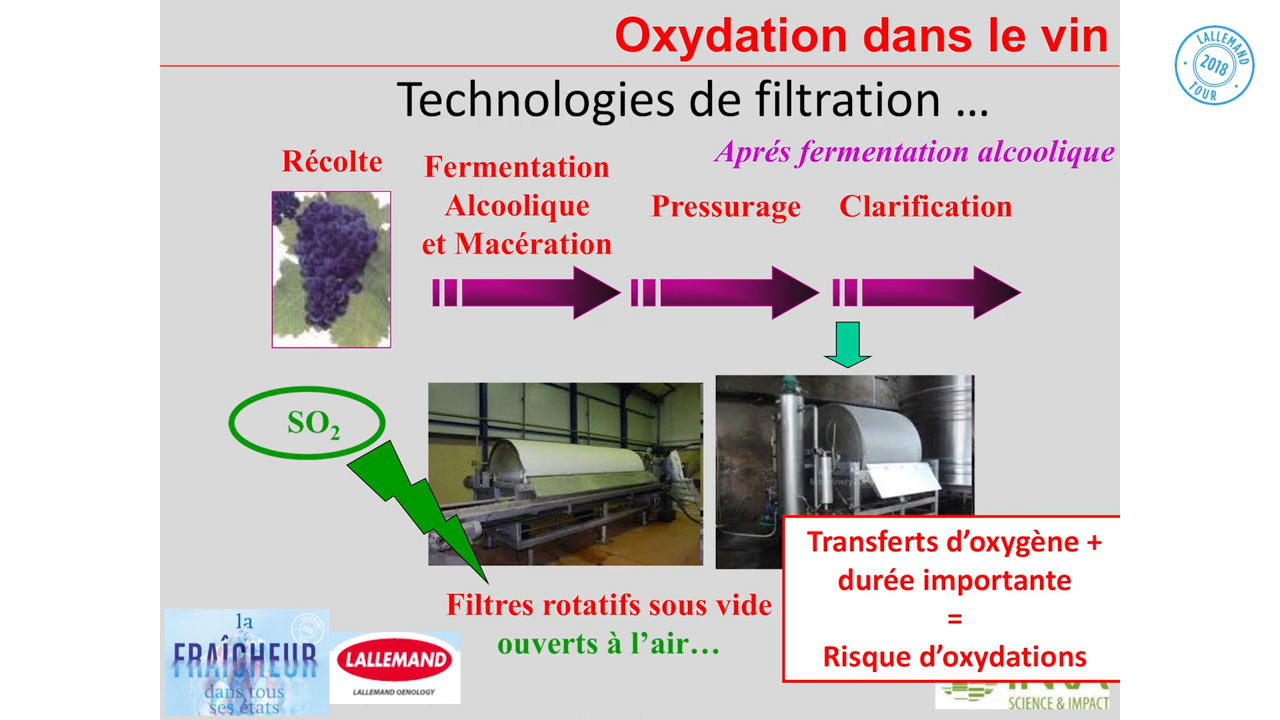 Oxydation dans le vin
LALLEMAND
2018
TOUR
Technologies de filtration ...
Aprés fermentation alcoolique
Récolte
Fermentation
Alcoolique
et Macération
Pressurage
Clarification
SO2
Transferts d'oxygène +
durée importante
=
Risque d'oxydations
Filtres rotatifs sous vide
ouverts à l'air...
la
FRAÎCHEUR
dans tous
ses états
LALLEMAND
LALLEMAND OENOLOGY
SCIENCE & IMPACT